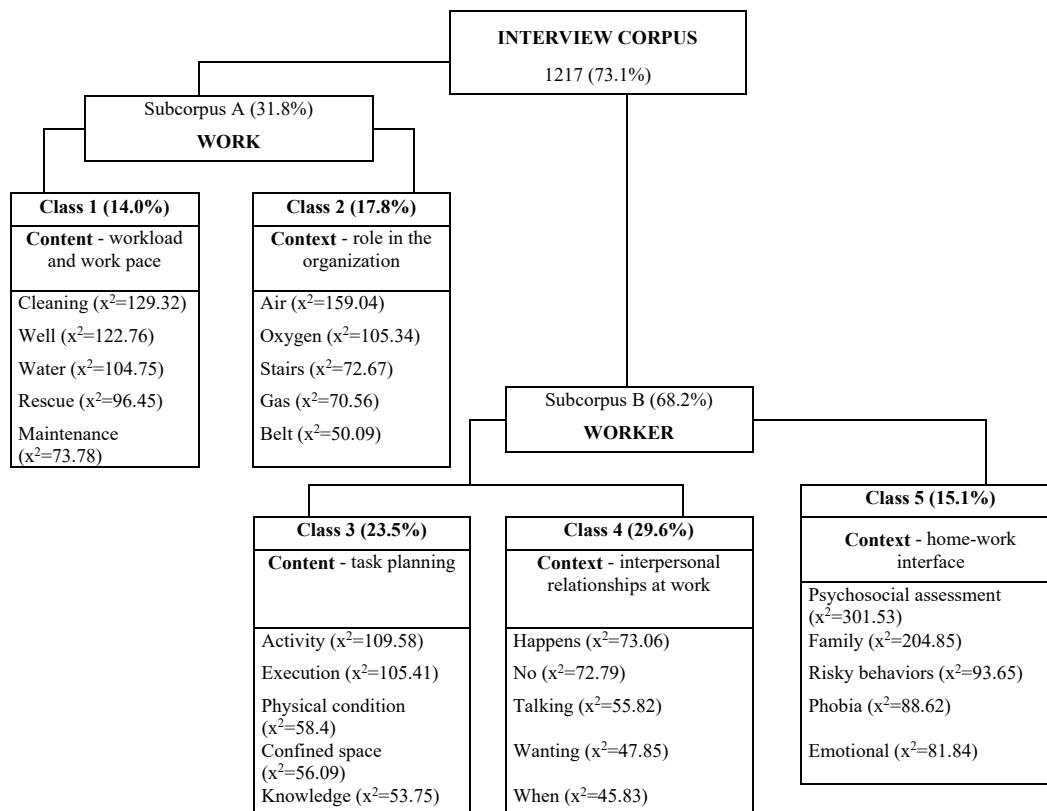 INTERVIEW CORPUS
1217 (73.1%)
Subcorpus A (31.8%)
WORK
Class 1 (14.0%)
Content - workload
and work pace
Cleaning (x²=129.32)
Well (x²=122.76)
Water (x²=104.75)
Rescue (x²=96.45)
Maintenance
(x²=73.78)
Class 2 (17.8%)
Context - role in the
organization
Air (x²=159.04)
Oxygen (x²=105.34)
Stairs (x²=72.67)
Gas (x²=70.56)
Belt (x²=50.09)
Subcorpus B (68.2%)
WORKER
Class 3 (23.5%)
Content - task planning
Activity (x²=109.58)
Execution (x²=105.41)
Physical condition
(x²=58.4)
Confined space
(x²=56.09)
Knowledge (x²=53.75)
Class 4 (29.6%)
Context - interpersonal
relationships at work
Happens (x²=73.06)
No (x²=72.79)
Talking (x²=55.82)
Wanting (x²=47.85)
When (x²=45.83)
Class 5 (15.1%)
Context - home-work
interface
Psychosocial assessment
(x²=301.53)
Family (x²=204.85)
Risky behaviors (x²=93.65)
Phobia (x²=88.62)
Emotional (x²=81.84)